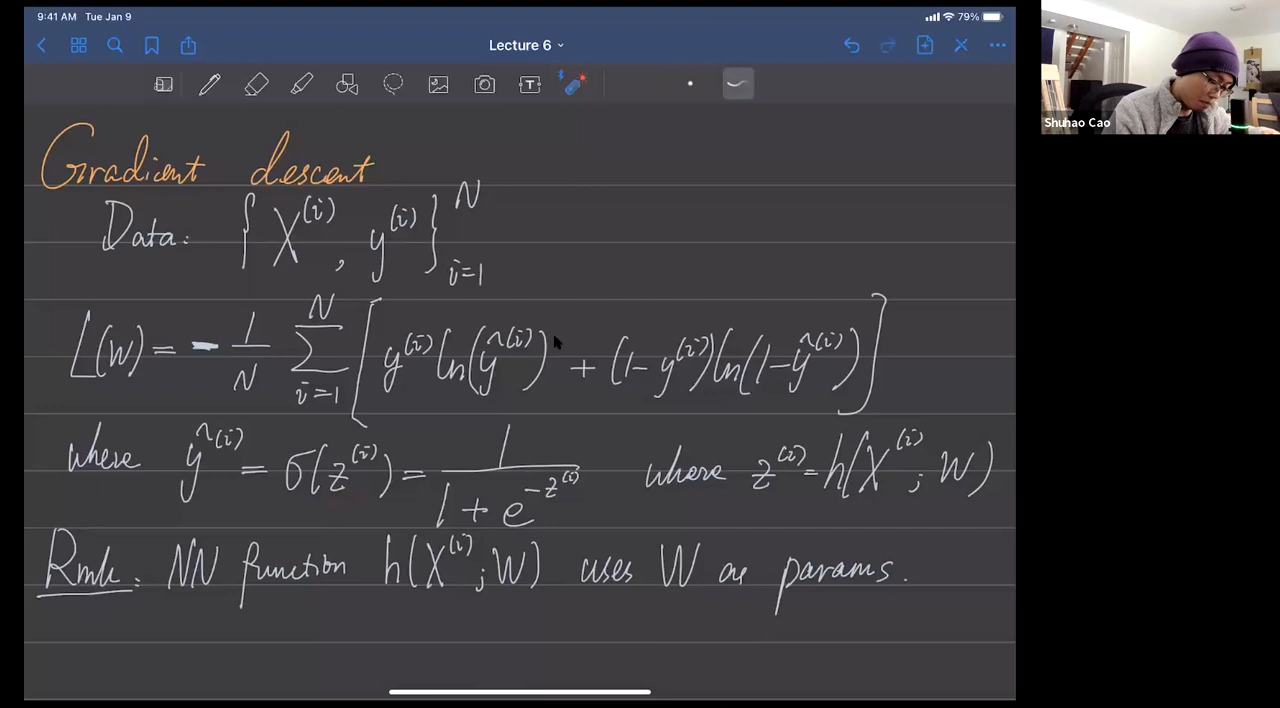 9:41 AM Tue Jan 9
79%
Lecture 6
Shuhao Cao
Gradient descent
Data: { X^(i), y^(i) }_{i=1}^N
L(W) = - 1/N ∑_{i=1}^N [ y^(i) ln(ŷ^(i)) + (1 - y^(i)) ln(1 - ŷ^(i)) ]
where ŷ^(i) = σ(z^(i)) = 1/(1 + e^{-z^(i)}) where z^(i) = h(X^(i); W)
Rmk: NN function h(X^(i); W) uses W as params.